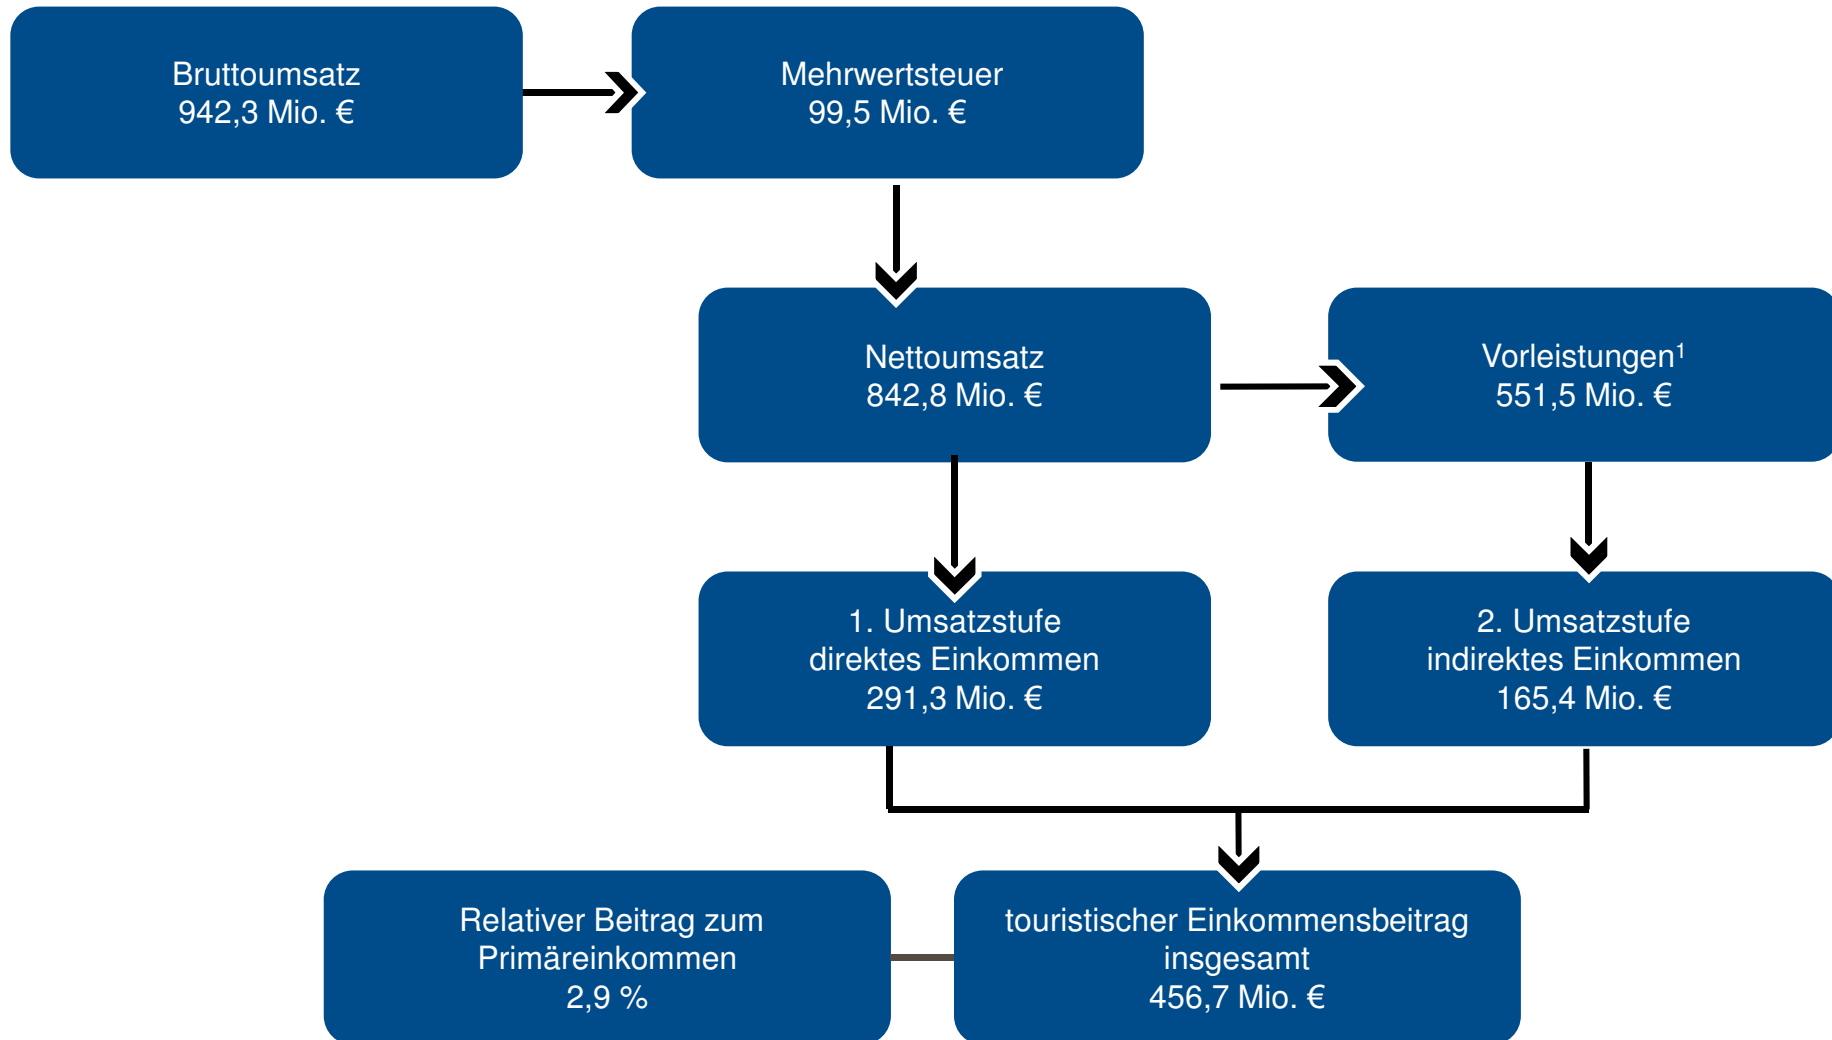 Bruttoumsatz
942,3 Mio. €
Mehrwertsteuer
99,5 Mio. €
Nettoumsatz
842,8 Mio. €
Vorleistungen¹
551,5 Mio. €
1. Umsatzstufe
direktes Einkommen
291,3 Mio. €
2. Umsatzstufe
indirektes Einkommen
165,4 Mio. €
Relativer Beitrag zum
Primäreinkommen
2,9 %
touristischer Einkommensbeitrag
insgesamt
456,7 Mio. €